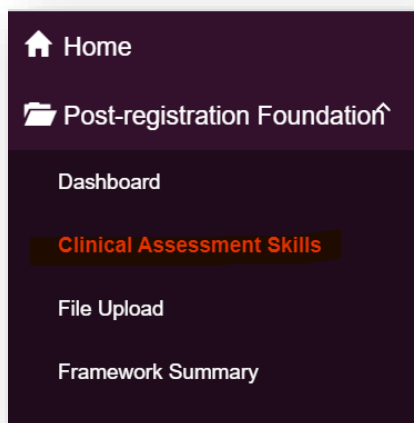 Home
Post-registration Foundation
Dashboard
Clinical Assessment Skills
File Upload
Framework Summary